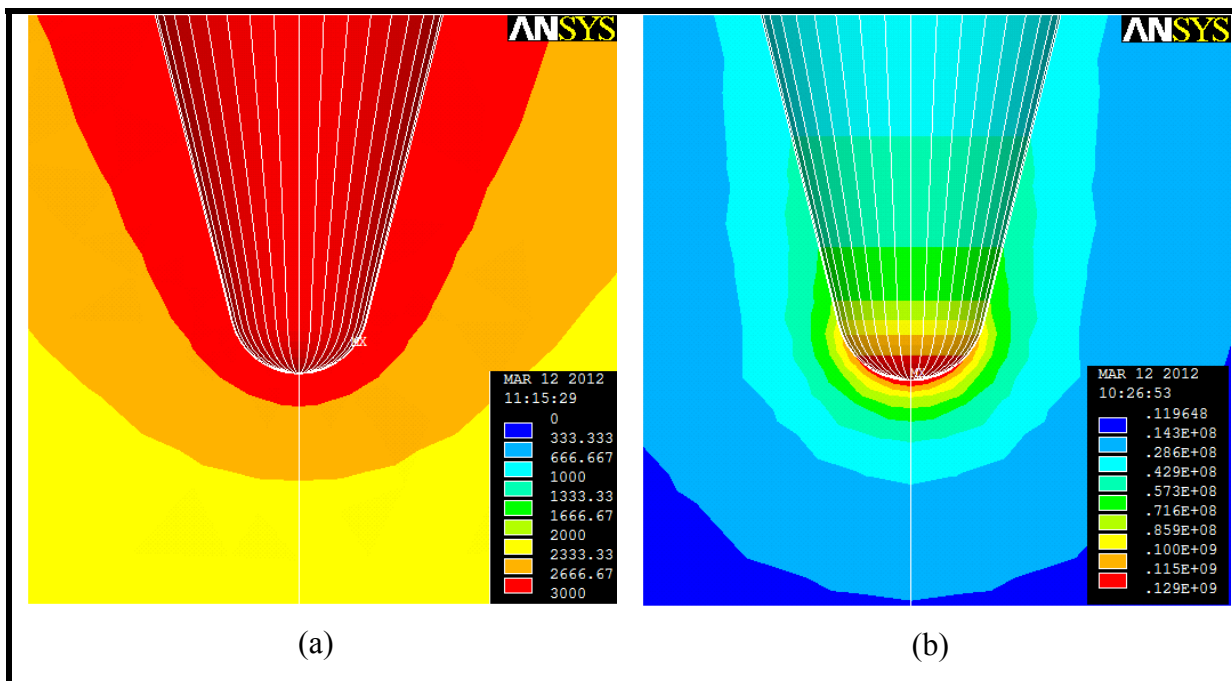 ANSYS
MX
MAR 12 2012
11:15:29
0
333.333
666.667
1000
1333.33
1666.67
2000
2333.33
2666.67
3000
(a)
ANSYS
MX
MAR 12 2012
10:26:53
.119648
.143E+08
.286E+08
.429E+08
.573E+08
.716E+08
.859E+08
.100E+09
.115E+09
.129E+09
(b)